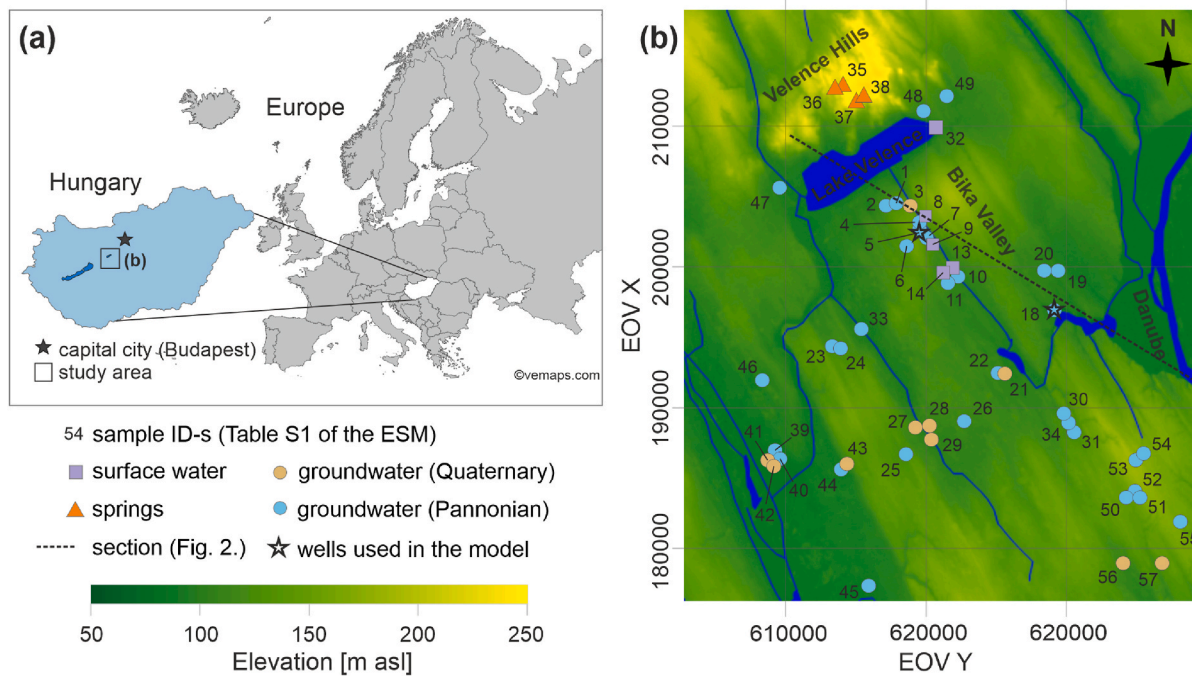 (a)
Europe
Hungary
(b)
capital city (Budapest)
study area
©vemaps.com
54 sample ID-s (Table S1 of the ESM)
surface water
groundwater (Quaternary)
springs
groundwater (Pannonian)
section (Fig. 2.)
wells used in the model
50 100 150 200 250
Elevation [m asl]
(b)
N
Velence Hills
35
36
38
37
48
49
32
Lake Velence
210000
EOV X
200000
190000
180000
47
1
2
3
8
4
7
5
9
6
13
14
10
11
Bika Valley
20
19
18
Danube
33
23
24
22
21
46
26
30
27
28
29
34
31
41
39
43
25
54
53
40
44
42
52
50
51
55
56
57
45
610000 620000 620000
EOV Y